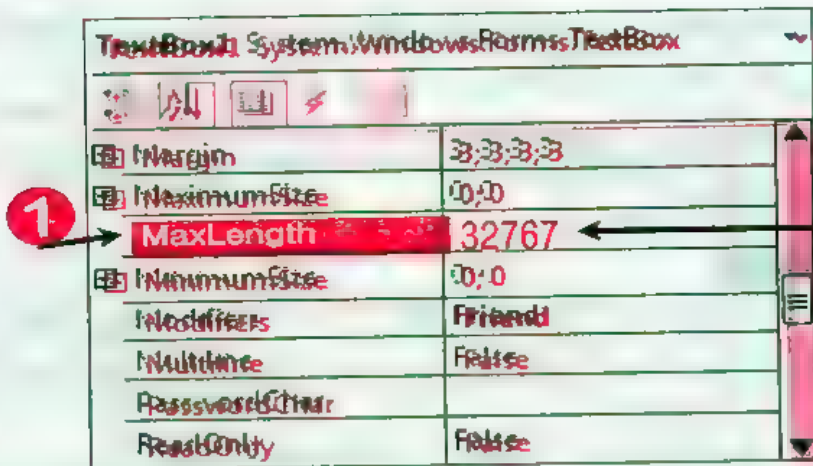 TextBox1 System.Windows.Forms.TextBox
Margin 3;3;3;3
MaximumSize 0;0
1
MaxLength 32767
MinimumSize 0;0
Modifiers Friend
Multiline False
PasswordChar
ReadOnly False